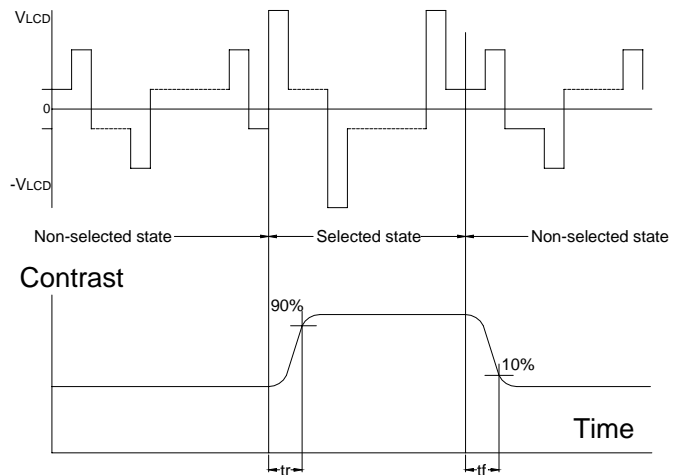 VLCD
0
-VLCD
Non-selected state
Selected state
Non-selected state
Contrast
90%
10%
Time
tr
tf